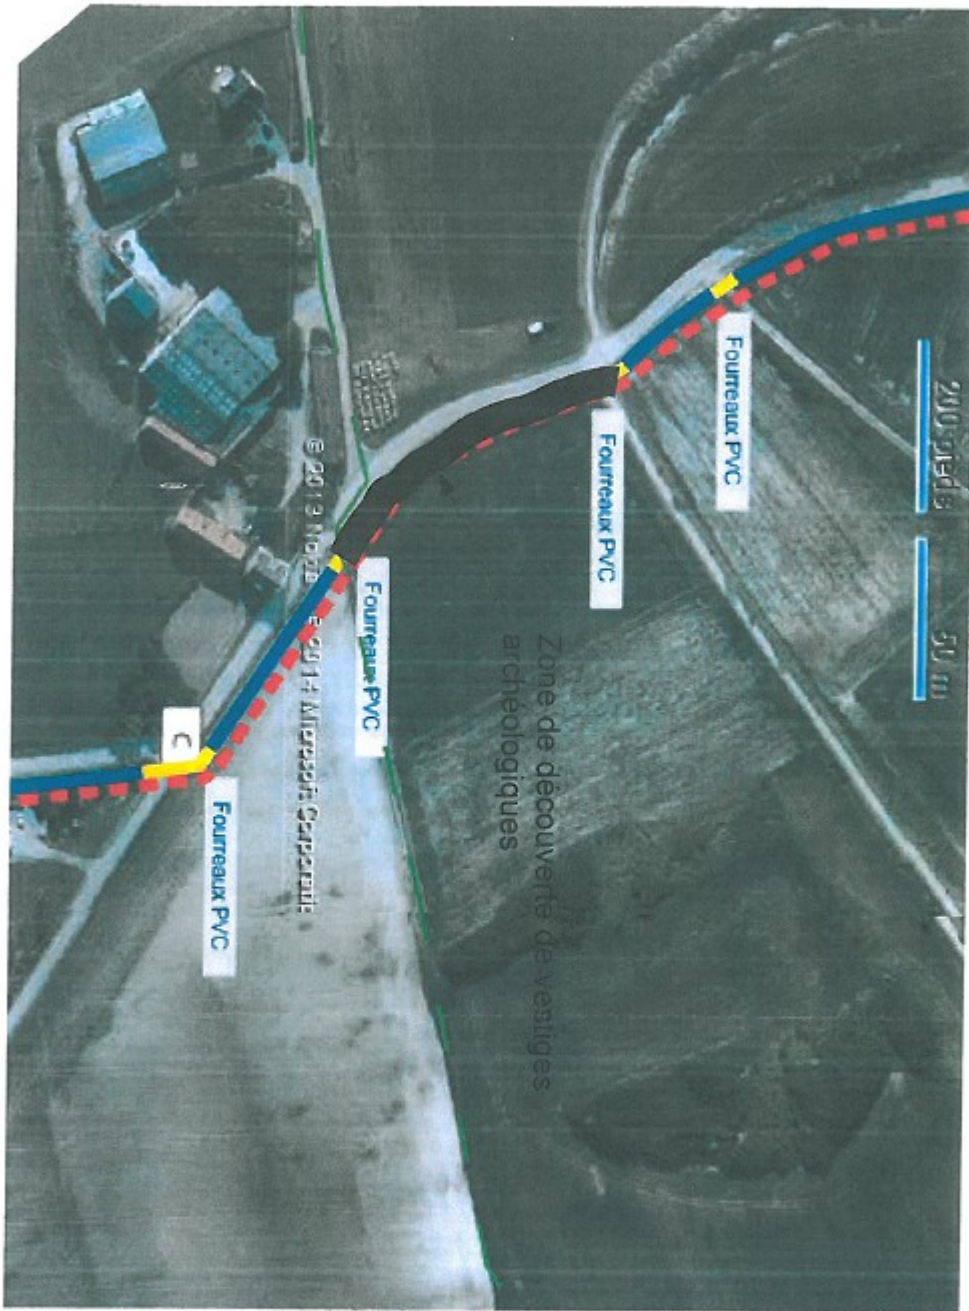 200 pieds
50 m
Fourreaux PVC
Fourreaux PVC
Zone de découverte de vestiges
archéologiques
Fourreaux PVC
© 2013 Nokia © 2014 Microsoft Corporation
Fourreaux PVC
C